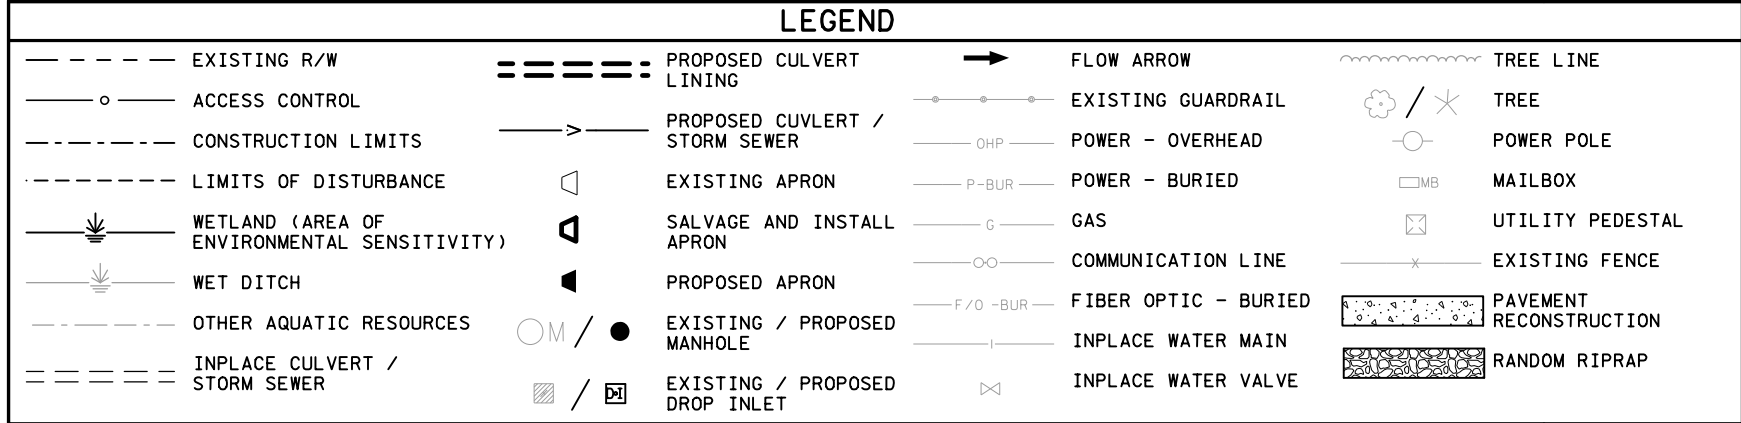 LEGEND
EXISTING R/W
ACCESS CONTROL
CONSTRUCTION LIMITS
LIMITS OF DISTURBANCE
WETLAND (AREA OF
ENVIRONMENTAL SENSITIVITY)
WET DITCH
OTHER AQUATIC RESOURCES
INPLACE CULVERT /
STORM SEWER
PROPOSED CULVERT
LINING
PROPOSED CUVLERT /
STORM SEWER
EXISTING APRON
SALVAGE AND INSTALL
APRON
PROPOSED APRON
M /
EXISTING / PROPOSED
MANHOLE
/ DI
EXISTING / PROPOSED
DROP INLET
FLOW ARROW
EXISTING GUARDRAIL
OHP
POWER - OVERHEAD
P-BUR
POWER - BURIED
G
GAS
COMMUNICATION LINE
F/O -BUR
FIBER OPTIC - BURIED
I
INPLACE WATER MAIN
INPLACE WATER VALVE
TREE LINE
/
TREE
POWER POLE
MB
MAILBOX
UTILITY PEDESTAL
X
EXISTING FENCE
PAVEMENT
RECONSTRUCTION
RANDOM RIPRAP